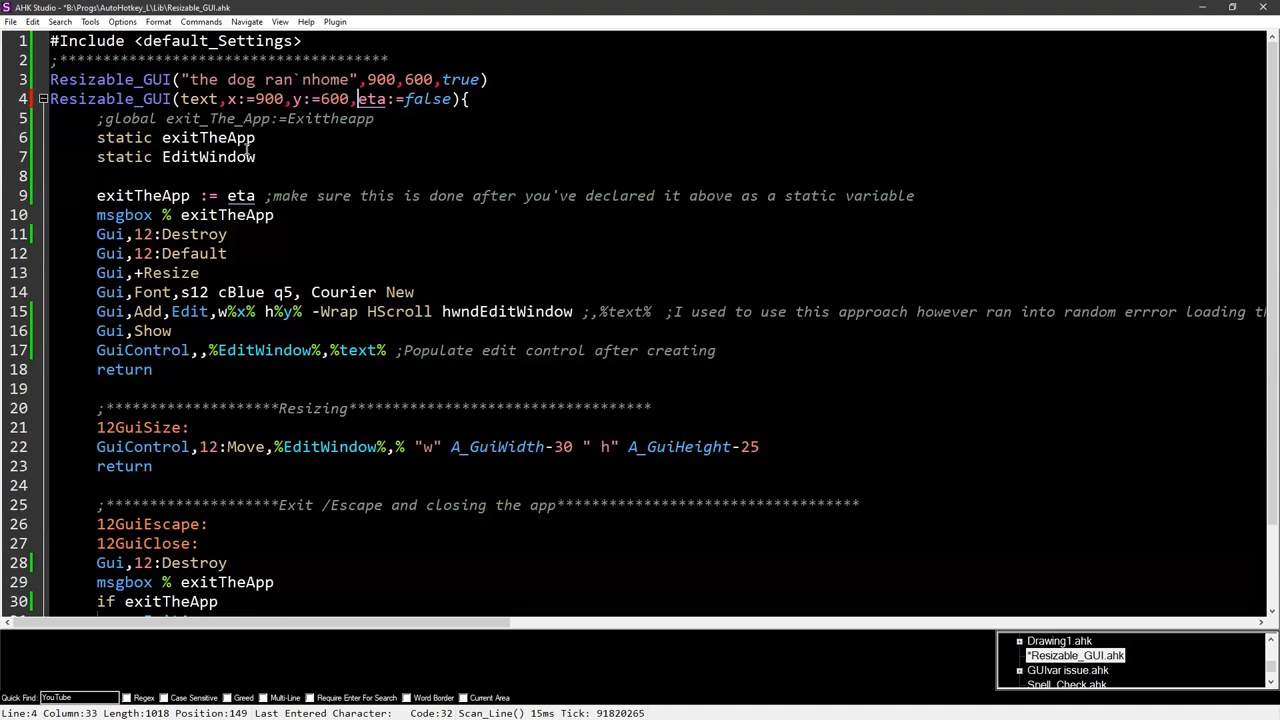 AHK Studio - *B:\Progs\AutoHotkey_L\Lib\Resizable_GUI.ahk
File Edit Search Tools Options Format Commands Navigate View Help Plugin
1 #Include <default_Settings>
2 ;**************************************
3 Resizable_GUI("the dog ran`nhome",900,600,true)
4 Resizable_GUI(text,x:=900,y:=600,eta:=false){
5 ;global exit_The_App:=Exittheapp
6 static exitTheApp
7 static EditWindow
8
9 exitTheApp := eta ;make sure this is done after you've declared it above as a static variable
10 msgbox % exitTheApp
11 Gui,12:Destroy
12 Gui,12:Default
13 Gui,+Resize
14 Gui,Font,s12 cBlue q5, Courier New
15 Gui,Add,Edit,w%x% h%y% -Wrap HScroll hwndEditWindow ;,%text% ;I used to use this approach however ran into random errror loading th
16 Gui,Show
17 GuiControl,,%EditWindow%,%text% ;Populate edit control after creating
18 return
19
20 ;********************Resizing*********************************
21 12GuiSize:
22 GuiControl,12:Move,%EditWindow%,% "w" A_GuiWidth-30 " h" A_GuiHeight-25
23 return
24
25 ;********************Exit /Escape and closing the app***********************************
26 12GuiEscape:
27 12GuiClose:
28 Gui,12:Destroy
29 msgbox % exitTheApp
30 if exitTheApp
Drawing1.ahk
*Resizable_GUI.ahk
GUIvar issue.ahk
Spell_Check.ahk
Quick Find: YouTube Regex Case Sensitive Greed Multi-Line Require Enter For Search Word Border Current Area
Line:4 Column:33 Length:1018 Position:149 Last Entered Character: Code:32 Scan_Line() 15ms Tick: 91820265